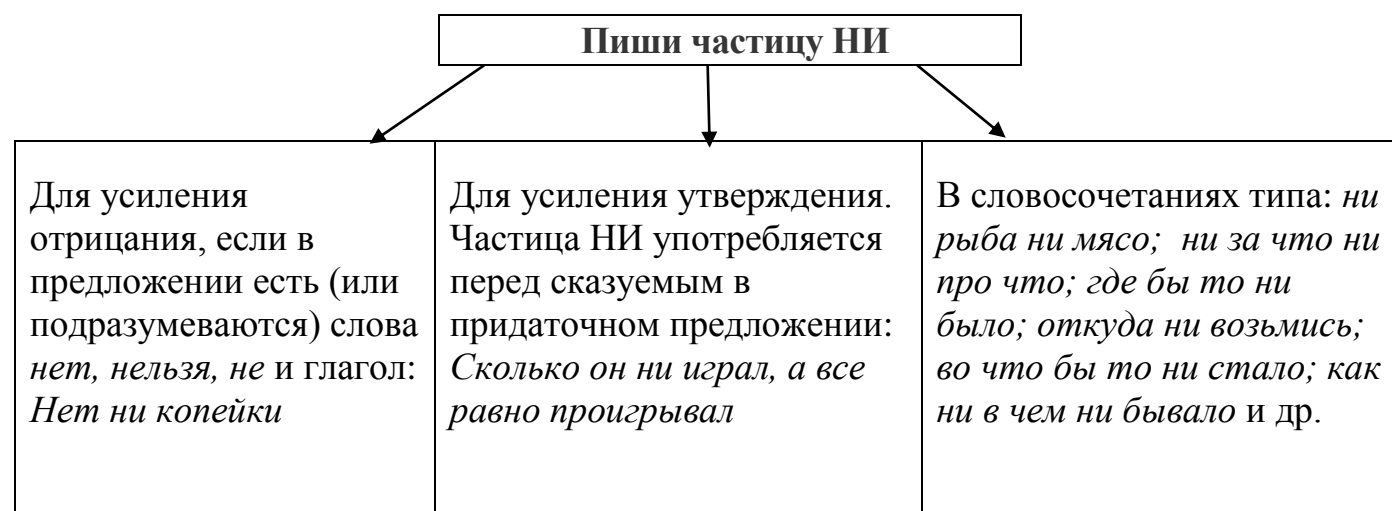 Пиши частицу НИ
Для усиления
отрицания, если в
предложении есть (или
подразумеваются) слова
нет, нельзя, не и глагол:
Нет ни копейки
Для усиления утверждения.
Частица НИ употребляется
перед сказуемым в
придаточном предложении:
Сколько он ни играл, а все
равно проигрывал
В словосочетаниях типа: ни
рыба ни мясо; ни за что ни
про что; где бы то ни
было; откуда ни возьмись;
во что бы то ни стало; как
ни в чем ни бывало и др.